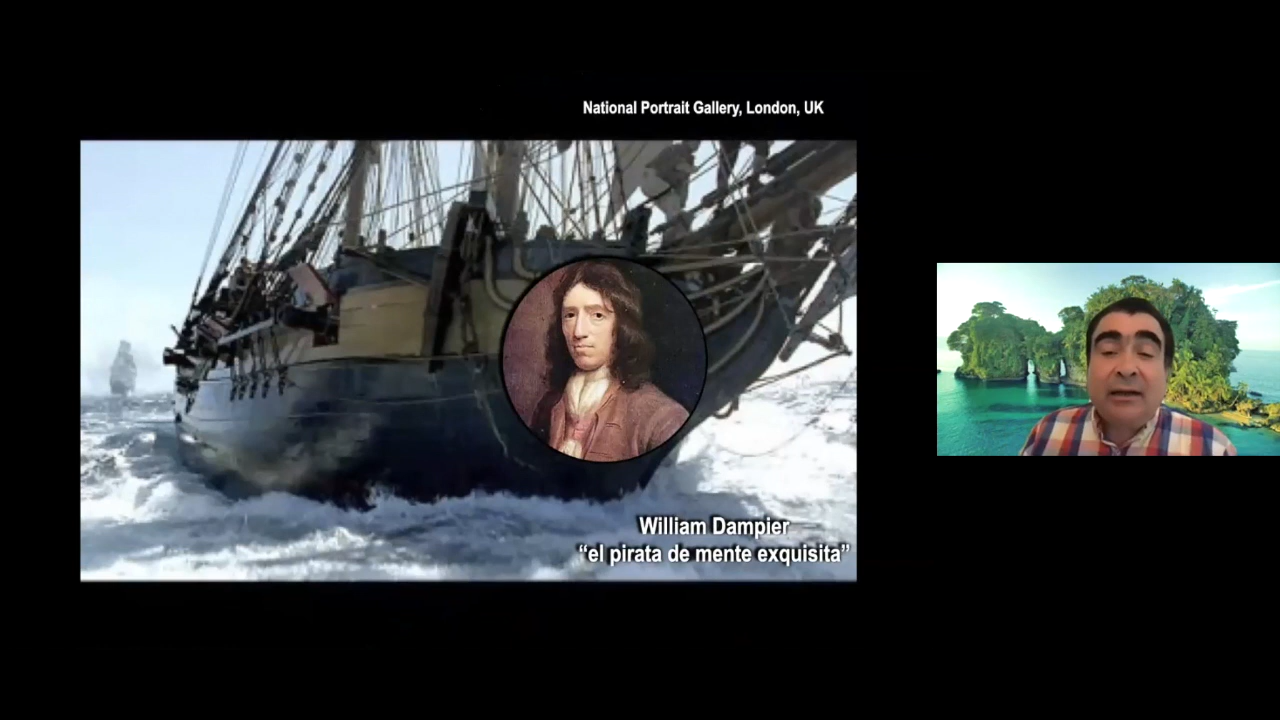 National Portrait Gallery, London, UK
William Dampier
“el pirata de mente exquisita”